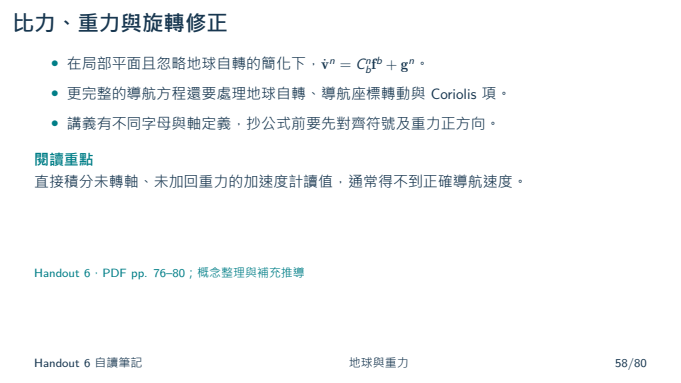 比力、重力與旋轉修正
• 在局部平面且忽略地球自轉的簡化下，v̇ⁿ = C_b^n f^b + gⁿ。
• 更完整的導航方程還要處理地球自轉、導航座標轉動與 Coriolis 項。
• 講義有不同字母與軸定義，抄公式前要先對齊符號及重力正方向。
閱讀重點
直接積分未轉軸、未加回重力的加速度計讀值，通常得不到正確導航速度。
Handout 6 · PDF pp. 76–80；概念整理與補充推導
Handout 6 自讀筆記 地球與重力 58/80